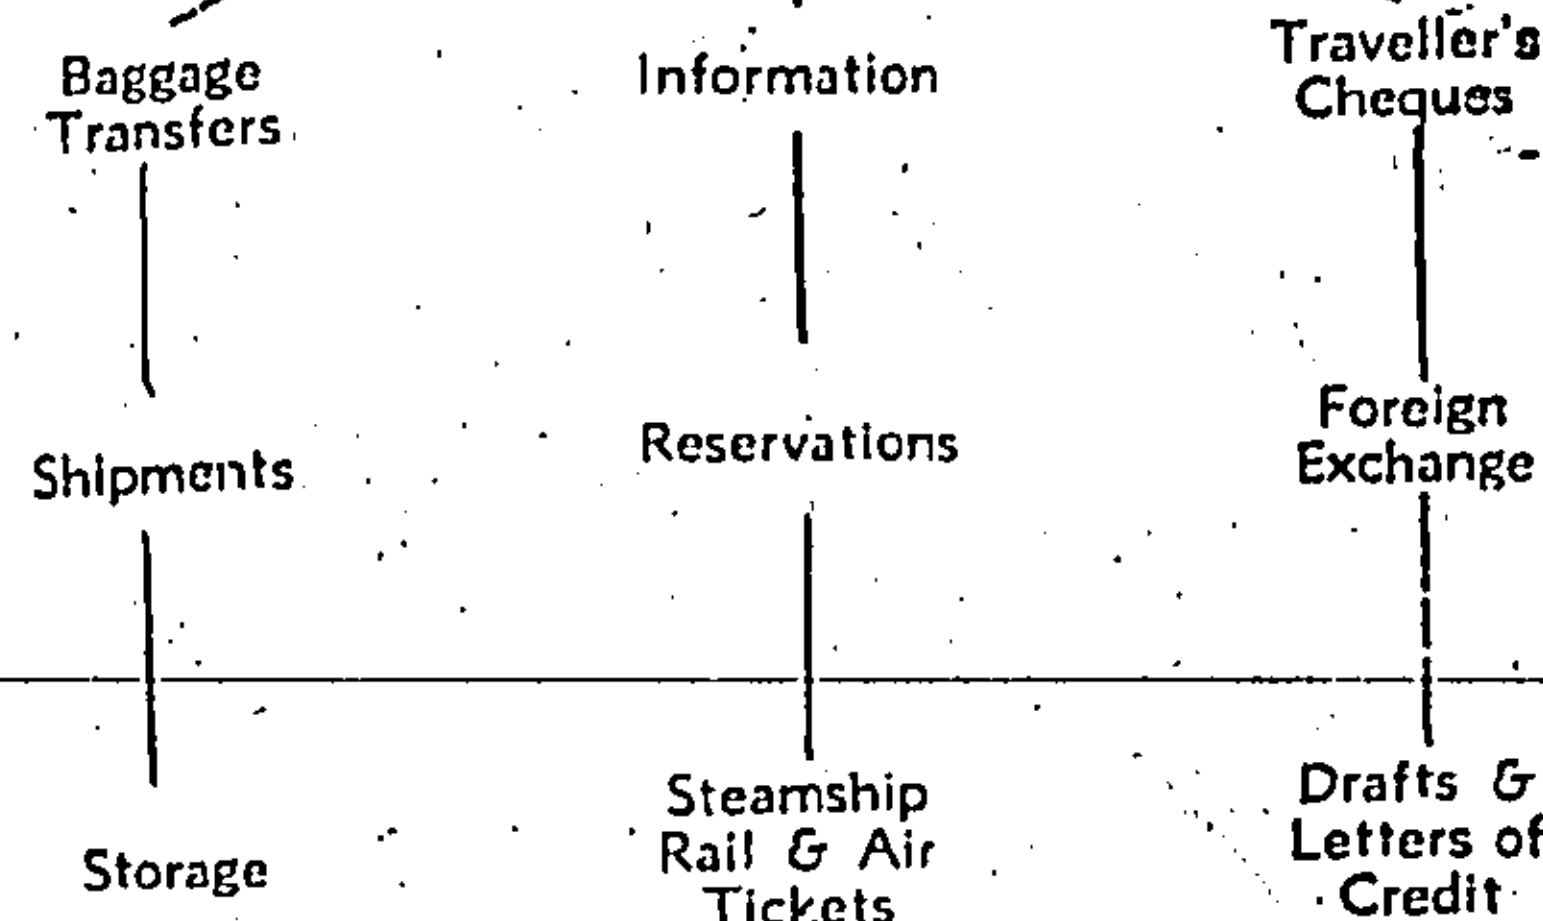 Baggage
Transfers
Information
Traveller's
Cheques
Shipments
Reservations
Foreign
Exchange
Storage
Steamship
Rail & Air
Tickets
Drafts &
Letters of
Credit